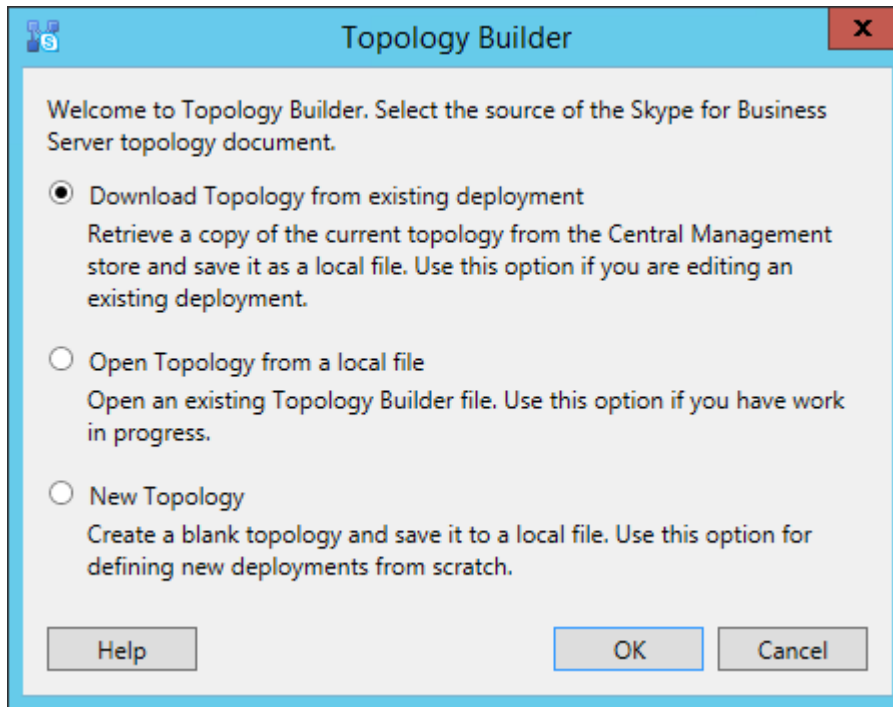 Topology Builder
x
Welcome to Topology Builder. Select the source of the Skype for Business
Server topology document.
Download Topology from existing deployment
Retrieve a copy of the current topology from the Central Management
store and save it as a local file. Use this option if you are editing an
existing deployment.
Open Topology from a local file
Open an existing Topology Builder file. Use this option if you have work
in progress.
New Topology
Create a blank topology and save it to a local file. Use this option for
defining new deployments from scratch.
Help
OK
Cancel